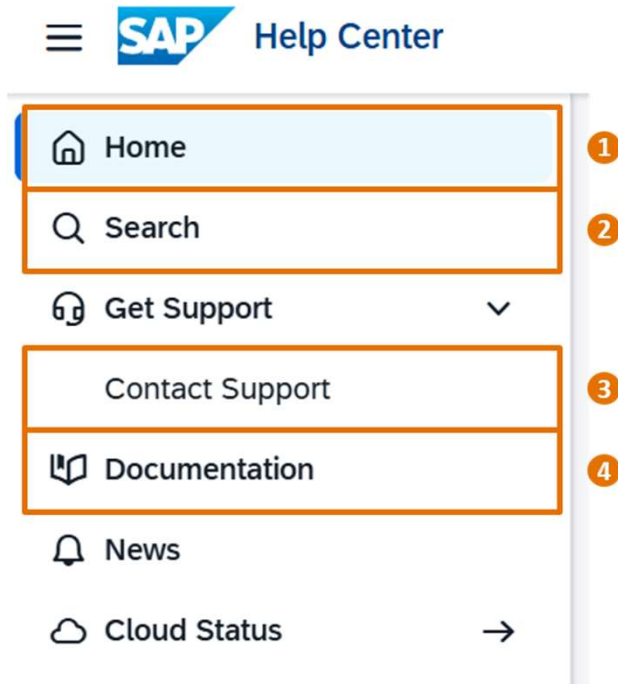 SAP Help Center
Home 1
Search 2
Get Support
Contact Support 3
Documentation 4
News
Cloud Status